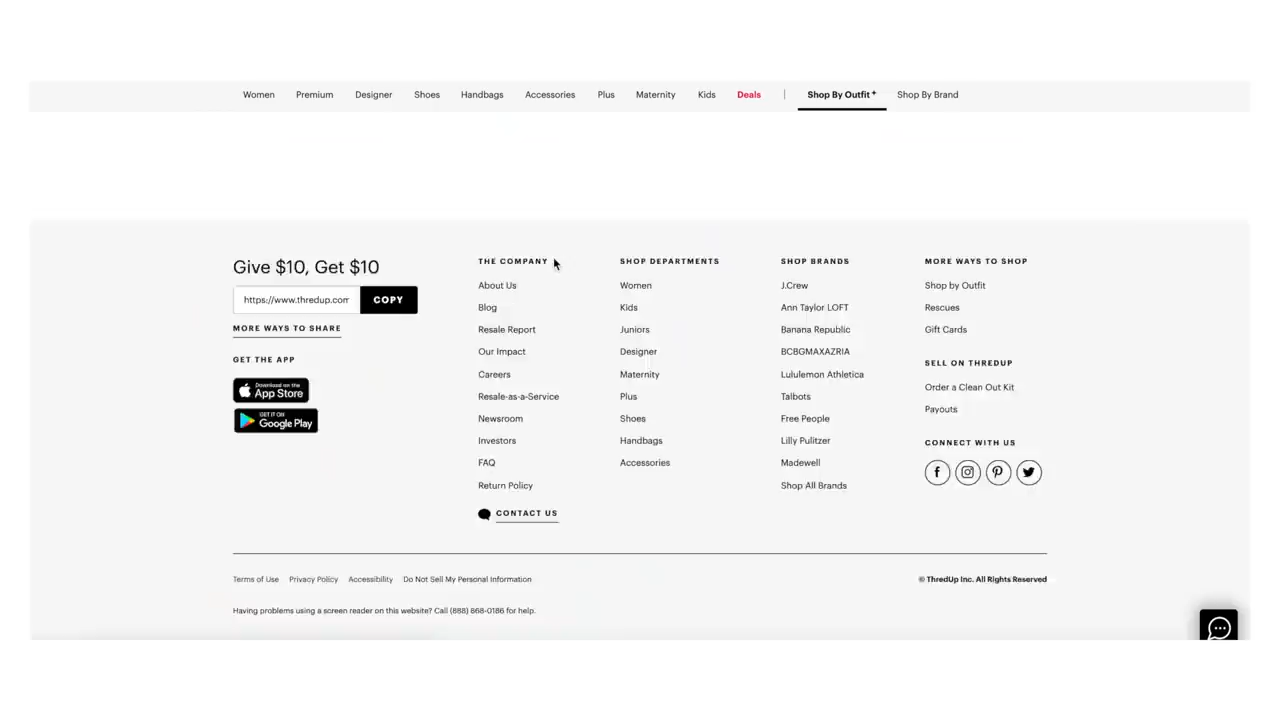 Women Premium Designer Shoes Handbags Accessories Plus Maternity Kids Deals | Shop By Outfit + Shop By Brand
Give $10, Get $10
https://www.thredup.com
COPY
MORE WAYS TO SHARE
GET THE APP
Download on the
App Store
GET IT ON
Google Play
THE COMPANY
About Us
Blog
Resale Report
Our Impact
Careers
Resale-as-a-Service
Newsroom
Investors
FAQ
Return Policy
CONTACT US
SHOP DEPARTMENTS
Women
Kids
Juniors
Designer
Maternity
Plus
Shoes
Handbags
Accessories
SHOP BRANDS
J.Crew
Ann Taylor LOFT
Banana Republic
BCBGMAXAZRIA
Lululemon Athletica
Talbots
Free People
Lilly Pulitzer
Madewell
Shop All Brands
MORE WAYS TO SHOP
Shop by Outfit
Rescues
Gift Cards
SELL ON THREDUP
Order a Clean Out Kit
Payouts
CONNECT WITH US
Terms of Use Privacy Policy Accessibility Do Not Sell My Personal Information
© ThredUp Inc. All Rights Reserved
Having problems using a screen reader on this website? Call (888) 868-0186 for help.